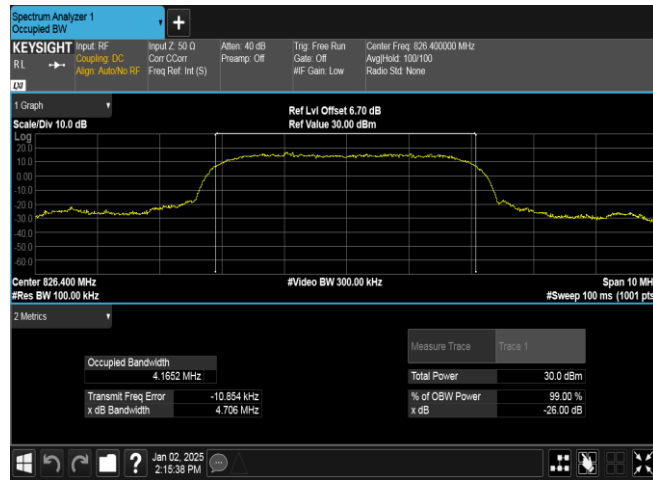 Spectrum Analyzer 1
Occupied BW
+
KEYSIGHT Input: RF Input Z: 50 Ω Atten: 40 dB Trig: Free Run Center Freq: 826.400000 MHz
RL Coupling: DC Corr CCorr Preamp: Off Gate: Off Avg|Hold: 100/100
Align: Auto/No RF Freq Ref: Int (S) #IF Gain: Low Radio Std: None
LXI
1 Graph
Ref Lvl Offset 6.70 dB
Scale/Div 10.0 dB Ref Value 30.00 dBm
Log
20.0
10.0
0.00
-10.0
-20.0
-30.0
-40.0
-50.0
-60.0
Center 826.400 MHz #Video BW 300.00 kHz Span 10 MH
#Res BW 100.00 kHz #Sweep 100 ms (1001 pts
2 Metrics
Measure Trace Trace 1
Occupied Bandwidth
4.1652 MHz Total Power 30.0 dBm
Transmit Freq Error -10.854 kHz % of OBW Power 99.00 %
x dB Bandwidth 4.706 MHz x dB -26.00 dB
? Jan 02, 2025
2:15:38 PM